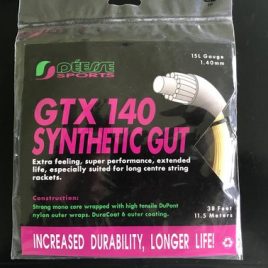 DÉESSE
SPORTS
15L Gauge
1.40mm
GTX 140
SYNTHETIC GUT
Extra feeling, super performance, extended
life, especially suited for long centre string
rackets.
Construction:
Strong mono core wrapped with high tensile DuPont
nylon outer wraps. DuraCoat 6 outer coating.
38 Feet
11.5 Meters
INCREASED DURABILITY, LONGER LIFE!